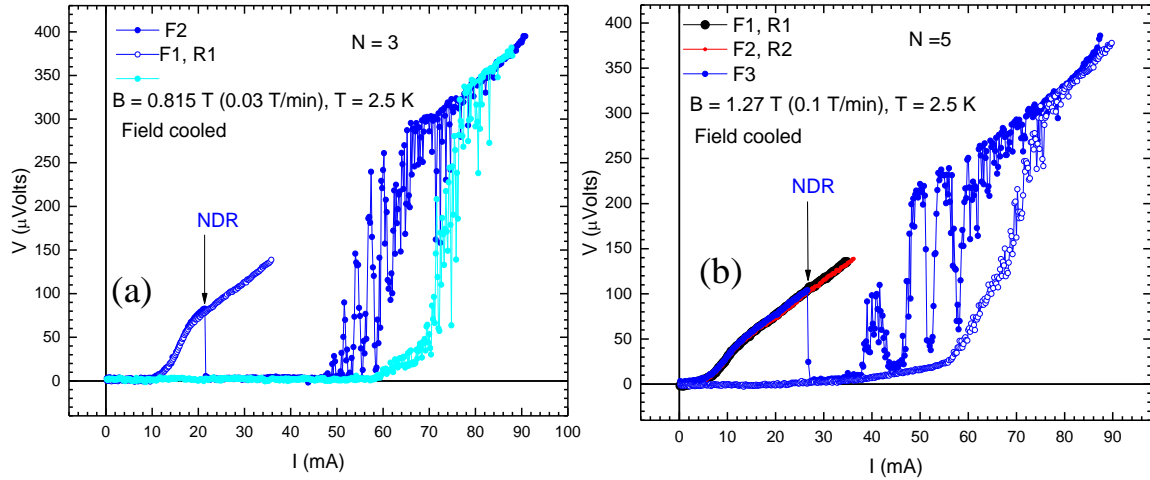 F2
F1, R1
N = 3
B = 0.815 T (0.03 T/min), T = 2.5 K
Field cooled
NDR
(a)
V (μVolts)
400
350
300
250
200
150
100
50
0
0 10 20 30 40 50 60 70 80 90 100
I (mA)
F1, R1
F2, R2
F3
N =5
B = 1.27 T (0.1 T/min), T = 2.5 K
Field cooled
NDR
(b)
V (μVolts)
400
350
300
250
200
150
100
50
0
0 10 20 30 40 50 60 70 80 90
I (mA)